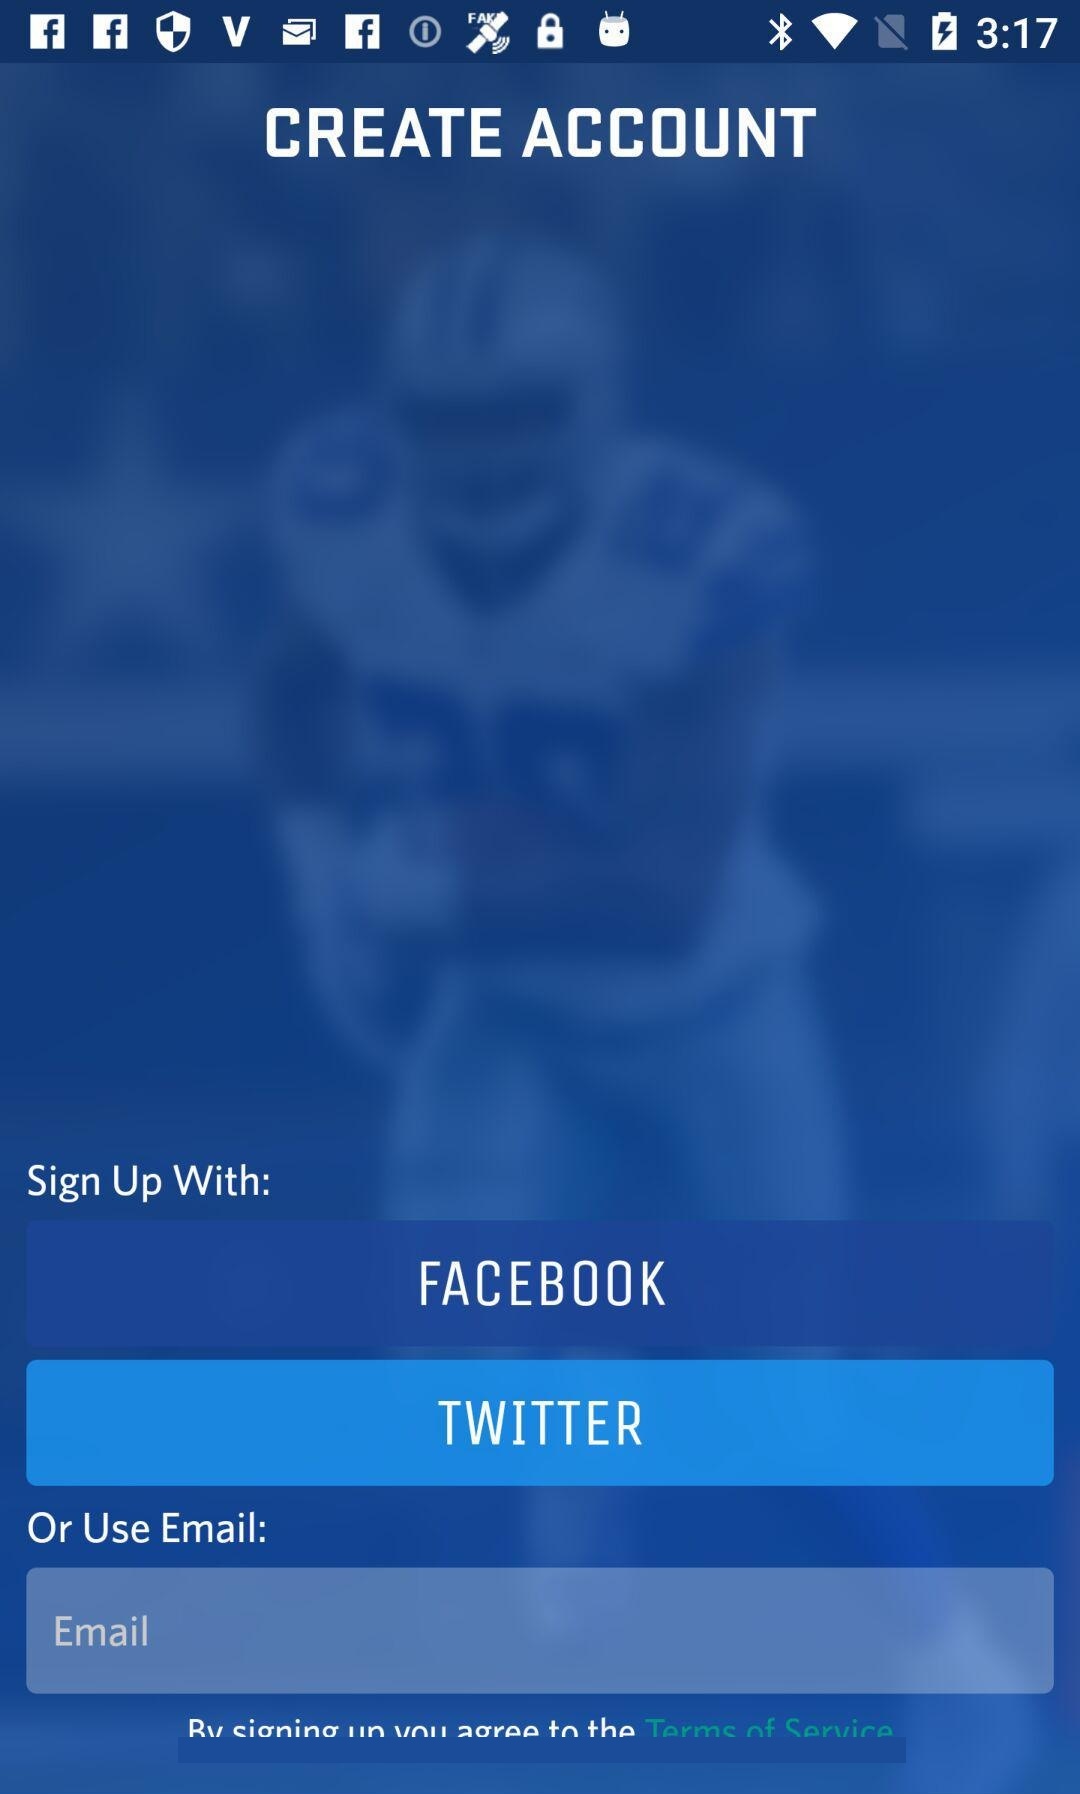 FAKE
3:17
CREATE ACCOUNT
Sign Up With:
FACEBOOK
TWITTER
Or Use Email:
Email
By signing up you agree to the Terms of Service